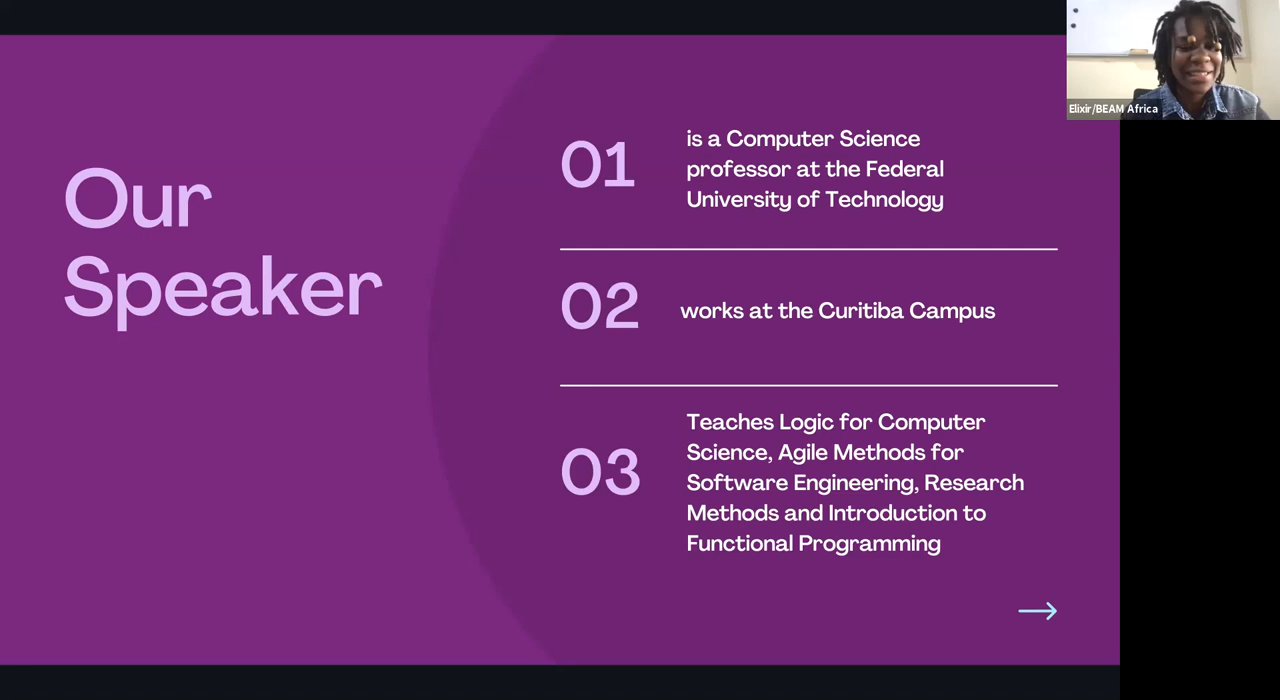 Our
Speaker
01
is a Computer Science
professor at the Federal
University of Technology
02
works at the Curitiba Campus
03
Teaches Logic for Computer
Science, Agile Methods for
Software Engineering, Research
Methods and Introduction to
Functional Programming
Elixir/BEAM Africa